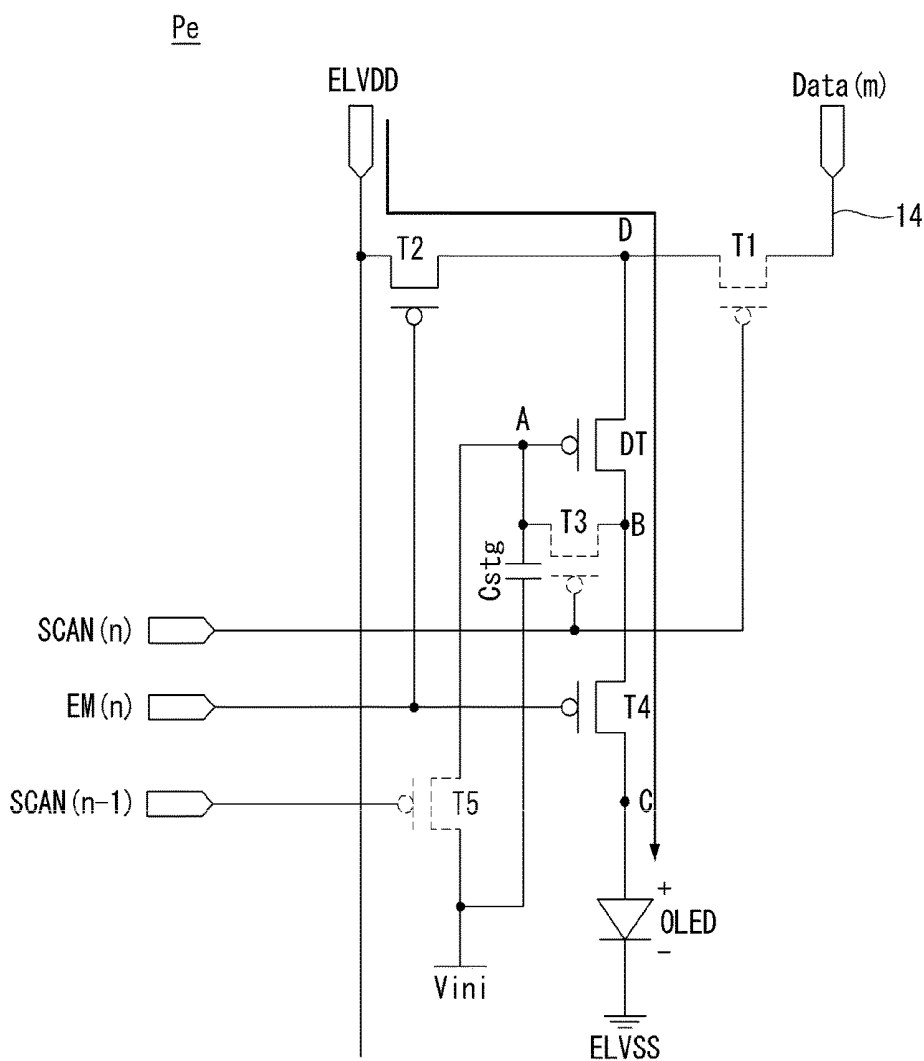 Pe
ELVDD
Data(m)
14
D
T1
T2
A
DT
T3
B
Cstg
SCAN(n)
EM(n)
T4
SCAN(n-1)
T5
C
+
OLED
-
Vini
ELVSS